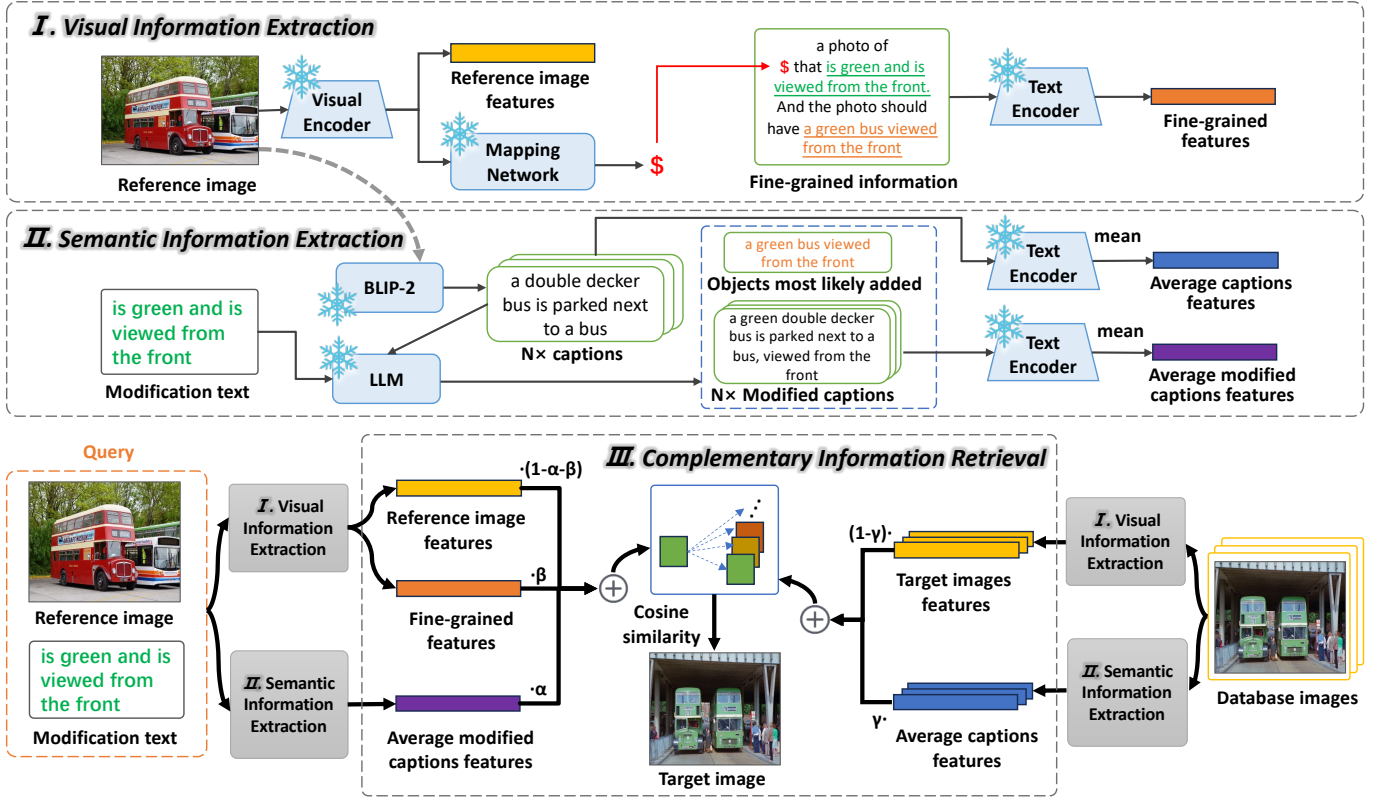 Ⅰ. Visual Information Extraction
Reference image
Visual
Encoder
Reference image
features
Mapping
Network
$
a photo of
$ that is green and is
viewed from the front.
And the photo should
have a green bus viewed
from the front
Fine-grained information
Text
Encoder
Fine-grained
features
Ⅱ. Semantic Information Extraction
is green and is
viewed from
the front
Modification text
BLIP-2
LLM
a double decker
bus is parked next
to a bus
N× captions
a green bus viewed
from the front
Objects most likely added
a green double decker
bus is parked next to a
bus, viewed from the
front
N× Modified captions
Text
Encoder
mean
Average captions
features
Text
Encoder
mean
Average modified
captions features
Query
Reference image
is green and is
viewed from
the front
Modification text
Ⅰ. Visual
Information
Extraction
Ⅱ. Semantic
Information
Extraction
Ⅲ. Complementary Information Retrieval
·(1-α-β)
Reference image
features
·β
Fine-grained
features
·α
Average modified
captions features
Cosine
similarity
Target image
(1-γ)·
Target images
features
γ·
Average captions
features
Ⅰ. Visual
Information
Extraction
Ⅱ. Semantic
Information
Extraction
Database images